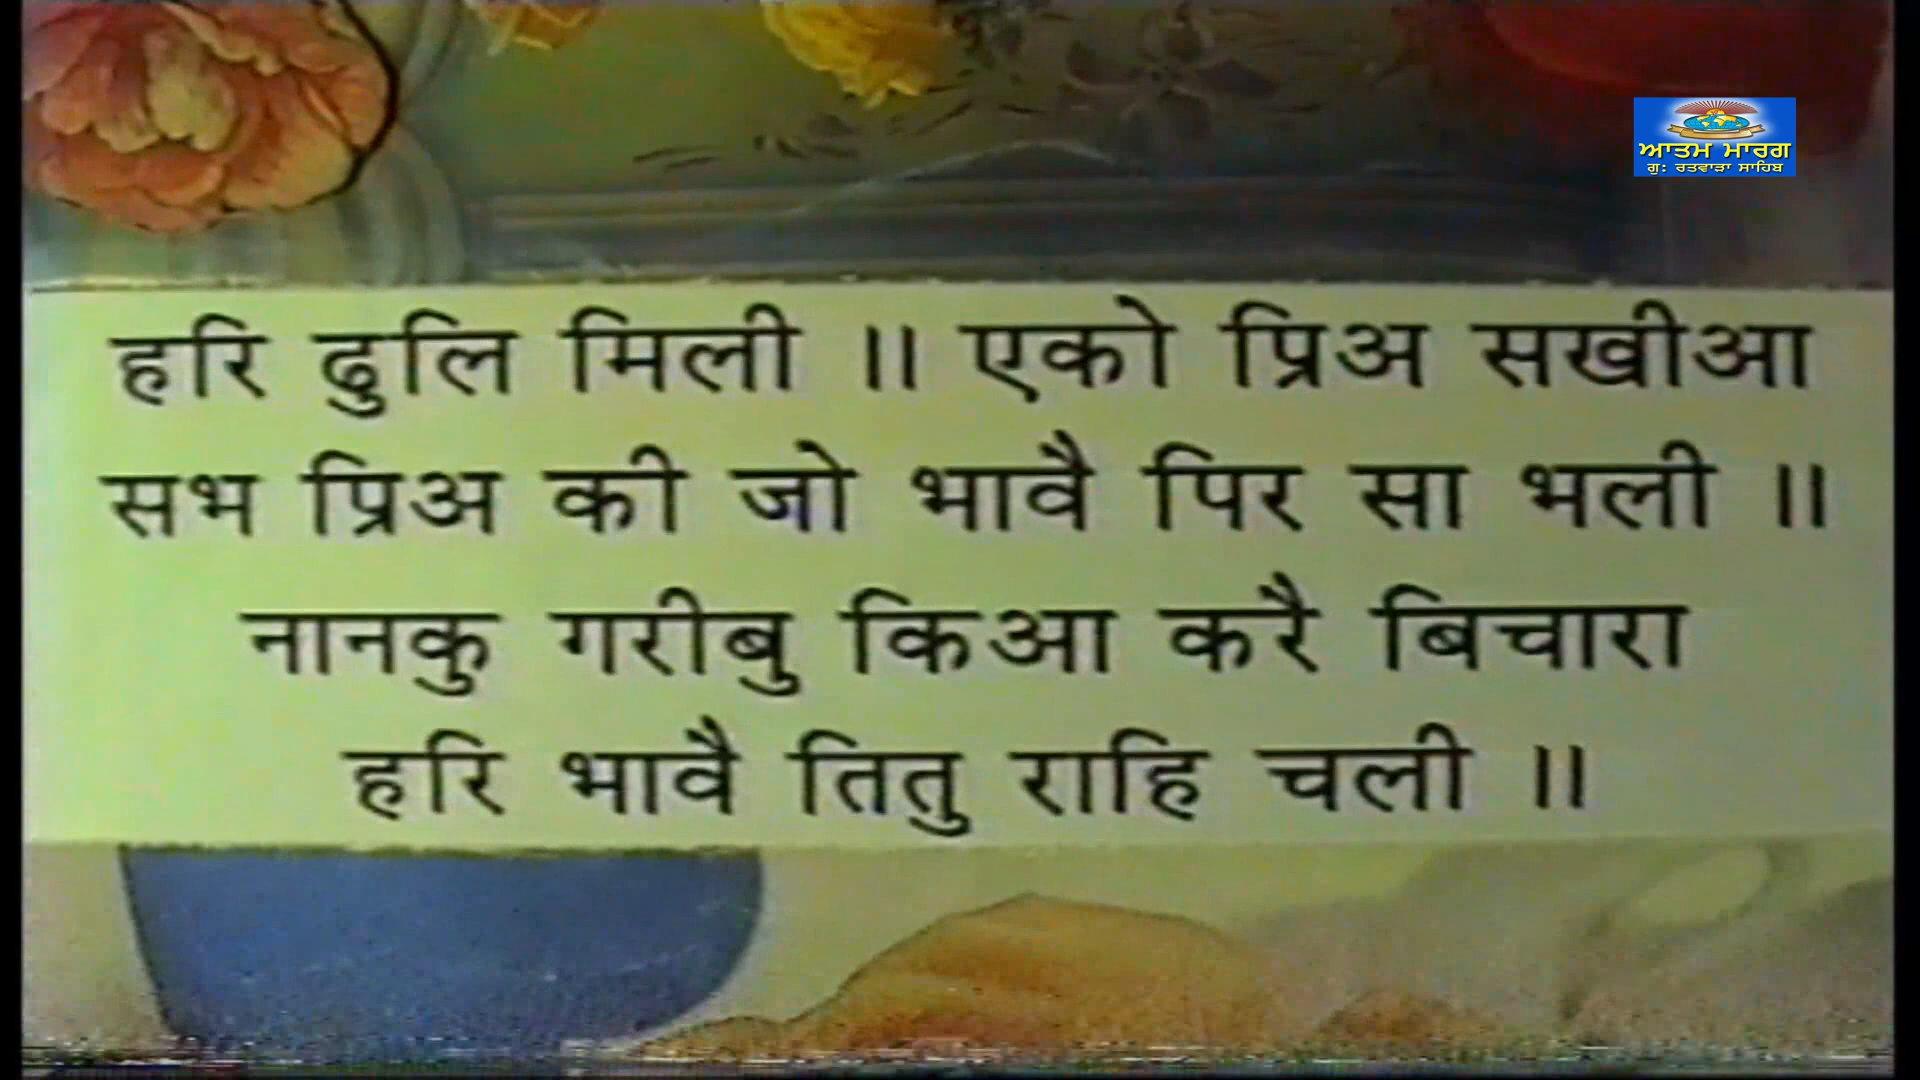 ਆਤਮ ਮਾਰਗ
ਗੁ: ਰਤਵਾੜਾ ਸਾਹਿਬ
हरि ढुलि मिली ॥ एको प्रिअ सखीआ
सभ प्रिअ की जो भावै पिर सा भली ॥
नानकु गरीबु किआ करै बिचारा
हरि भावै तितु राहि चली ॥